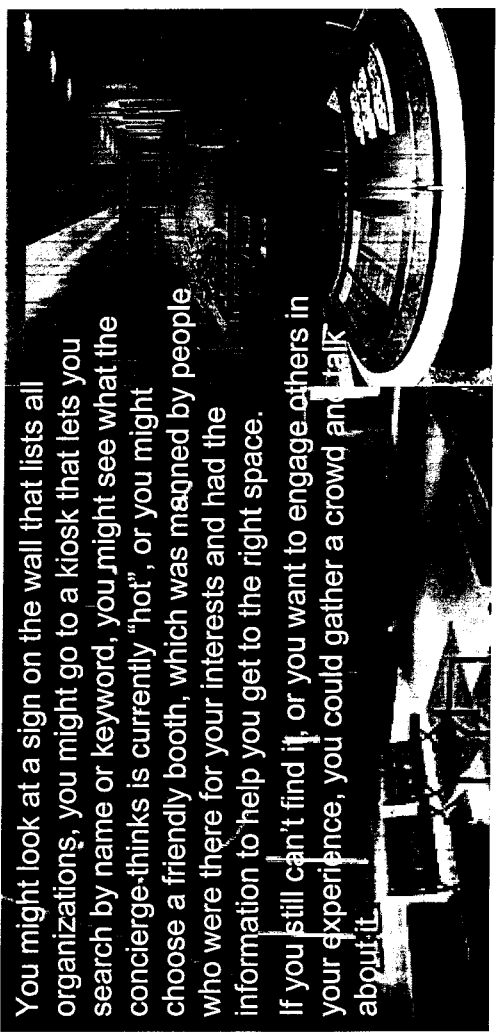 You might look at a sign on the wall that lists all
organizations, you might go to a kiosk that lets you
search by name or keyword, you might see what the
concierge-thinks is currently “hot”, or you might
choose a friendly booth, which was manned by people
who were there for your interests and had the
information to help you get to the right space.
If you still can't find it, or you want to engage others in
your experience, you could gather a crowd and talk
about it.